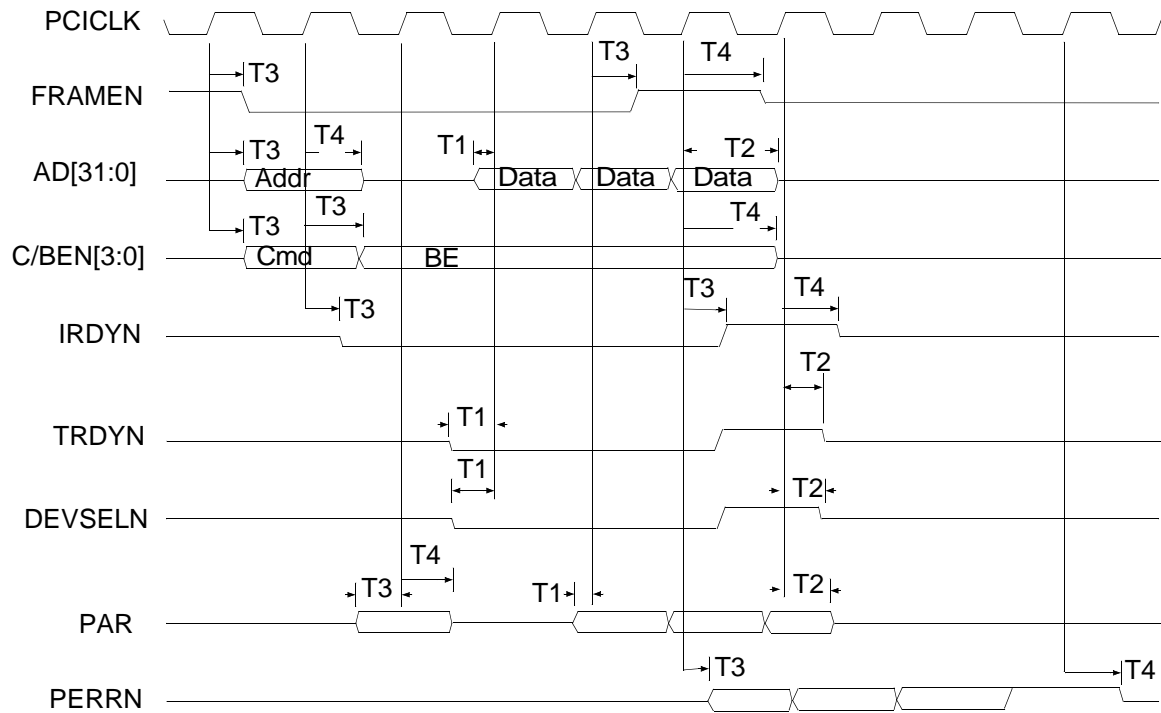 PCICLK
T3 T3 T4
FRAMEN
T3 T4 T1 T2
AD[31:0] Addr Data Data Data
T3 T3 T4
C/BEN[3:0] Cmd BE
T3 T3 T4
IRDYN
T2
T1
TRDYN
T1
T2
DEVSELN
T4
T3 T1 T2
PAR
T3 T4
PERRN